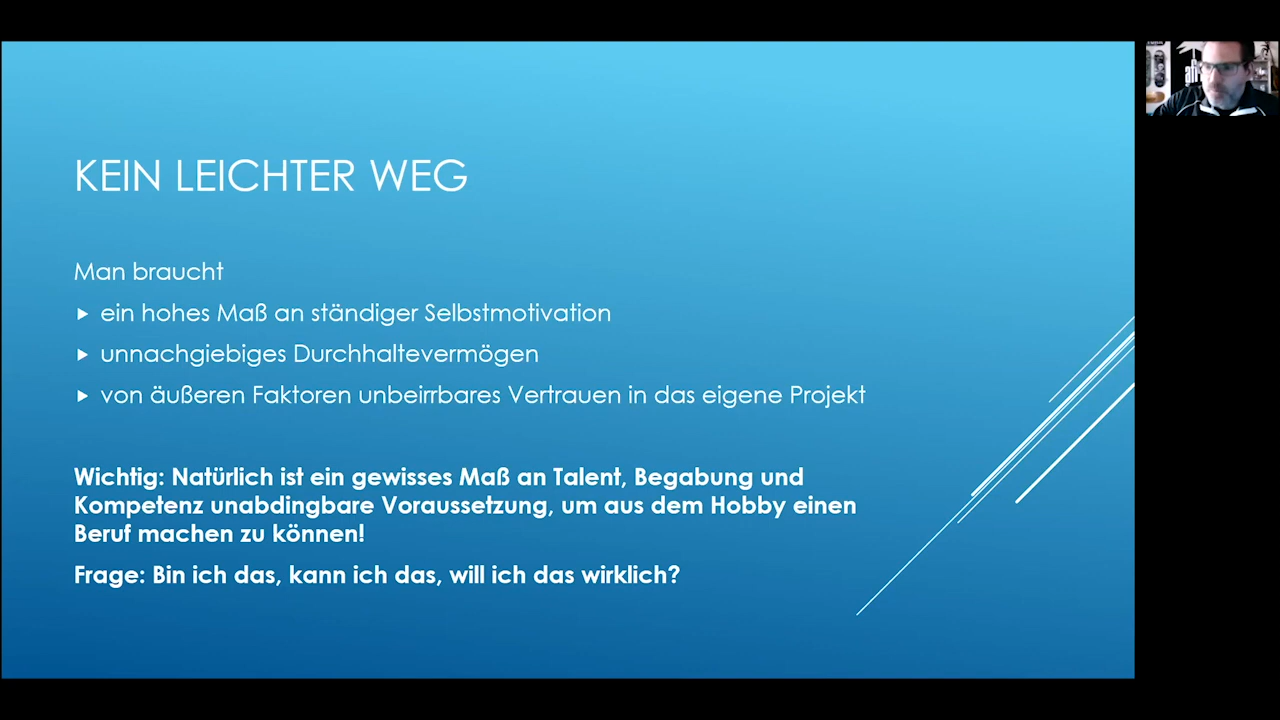 KEIN LEICHTER WEG
Man braucht
ein hohes Maß an ständiger Selbstmotivation
unnachgiebiges Durchhaltevermögen
von äußeren Faktoren unbeirrbares Vertrauen in das eigene Projekt
Wichtig: Natürlich ist ein gewisses Maß an Talent, Begabung und
Kompetenz unabdingbare Voraussetzung, um aus dem Hobby einen
Beruf machen zu können!
Frage: Bin ich das, kann ich das, will ich das wirklich?